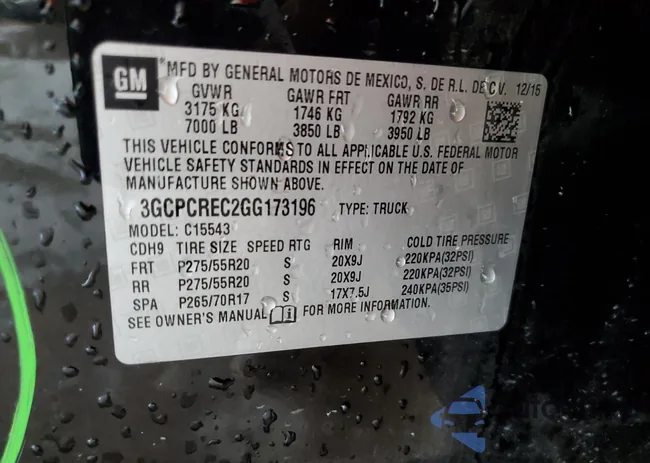 GM
*MFD BY GENERAL MOTORS DE MEXICO, S. DE R.L. DE C.V. 12/15
GVWR GAWR FRT GAWR RR
3175 KG 1746 KG 1792 KG
7000 LB 3850 LB 3950 LB
THIS VEHICLE CONFORMS TO ALL APPLICABLE U.S. FEDERAL MOTOR
VEHICLE SAFETY STANDARDS IN EFFECT ON THE DATE OF
MANUFACTURE SHOWN ABOVE.
3GCPCREC2GG173196 TYPE: TRUCK
MODEL: C15543
CDH9 TIRE SIZE SPEED RTG RIM COLD TIRE PRESSURE
FRT P275/55R20 S 20X9J 220KPA(32PSI)
RR P275/55R20 S 20X9J 220KPA(32PSI)
SPA P265/70R17 S 17X7.5J 240KPA(35PSI)
SEE OWNER'S MANUAL FOR MORE INFORMATION.